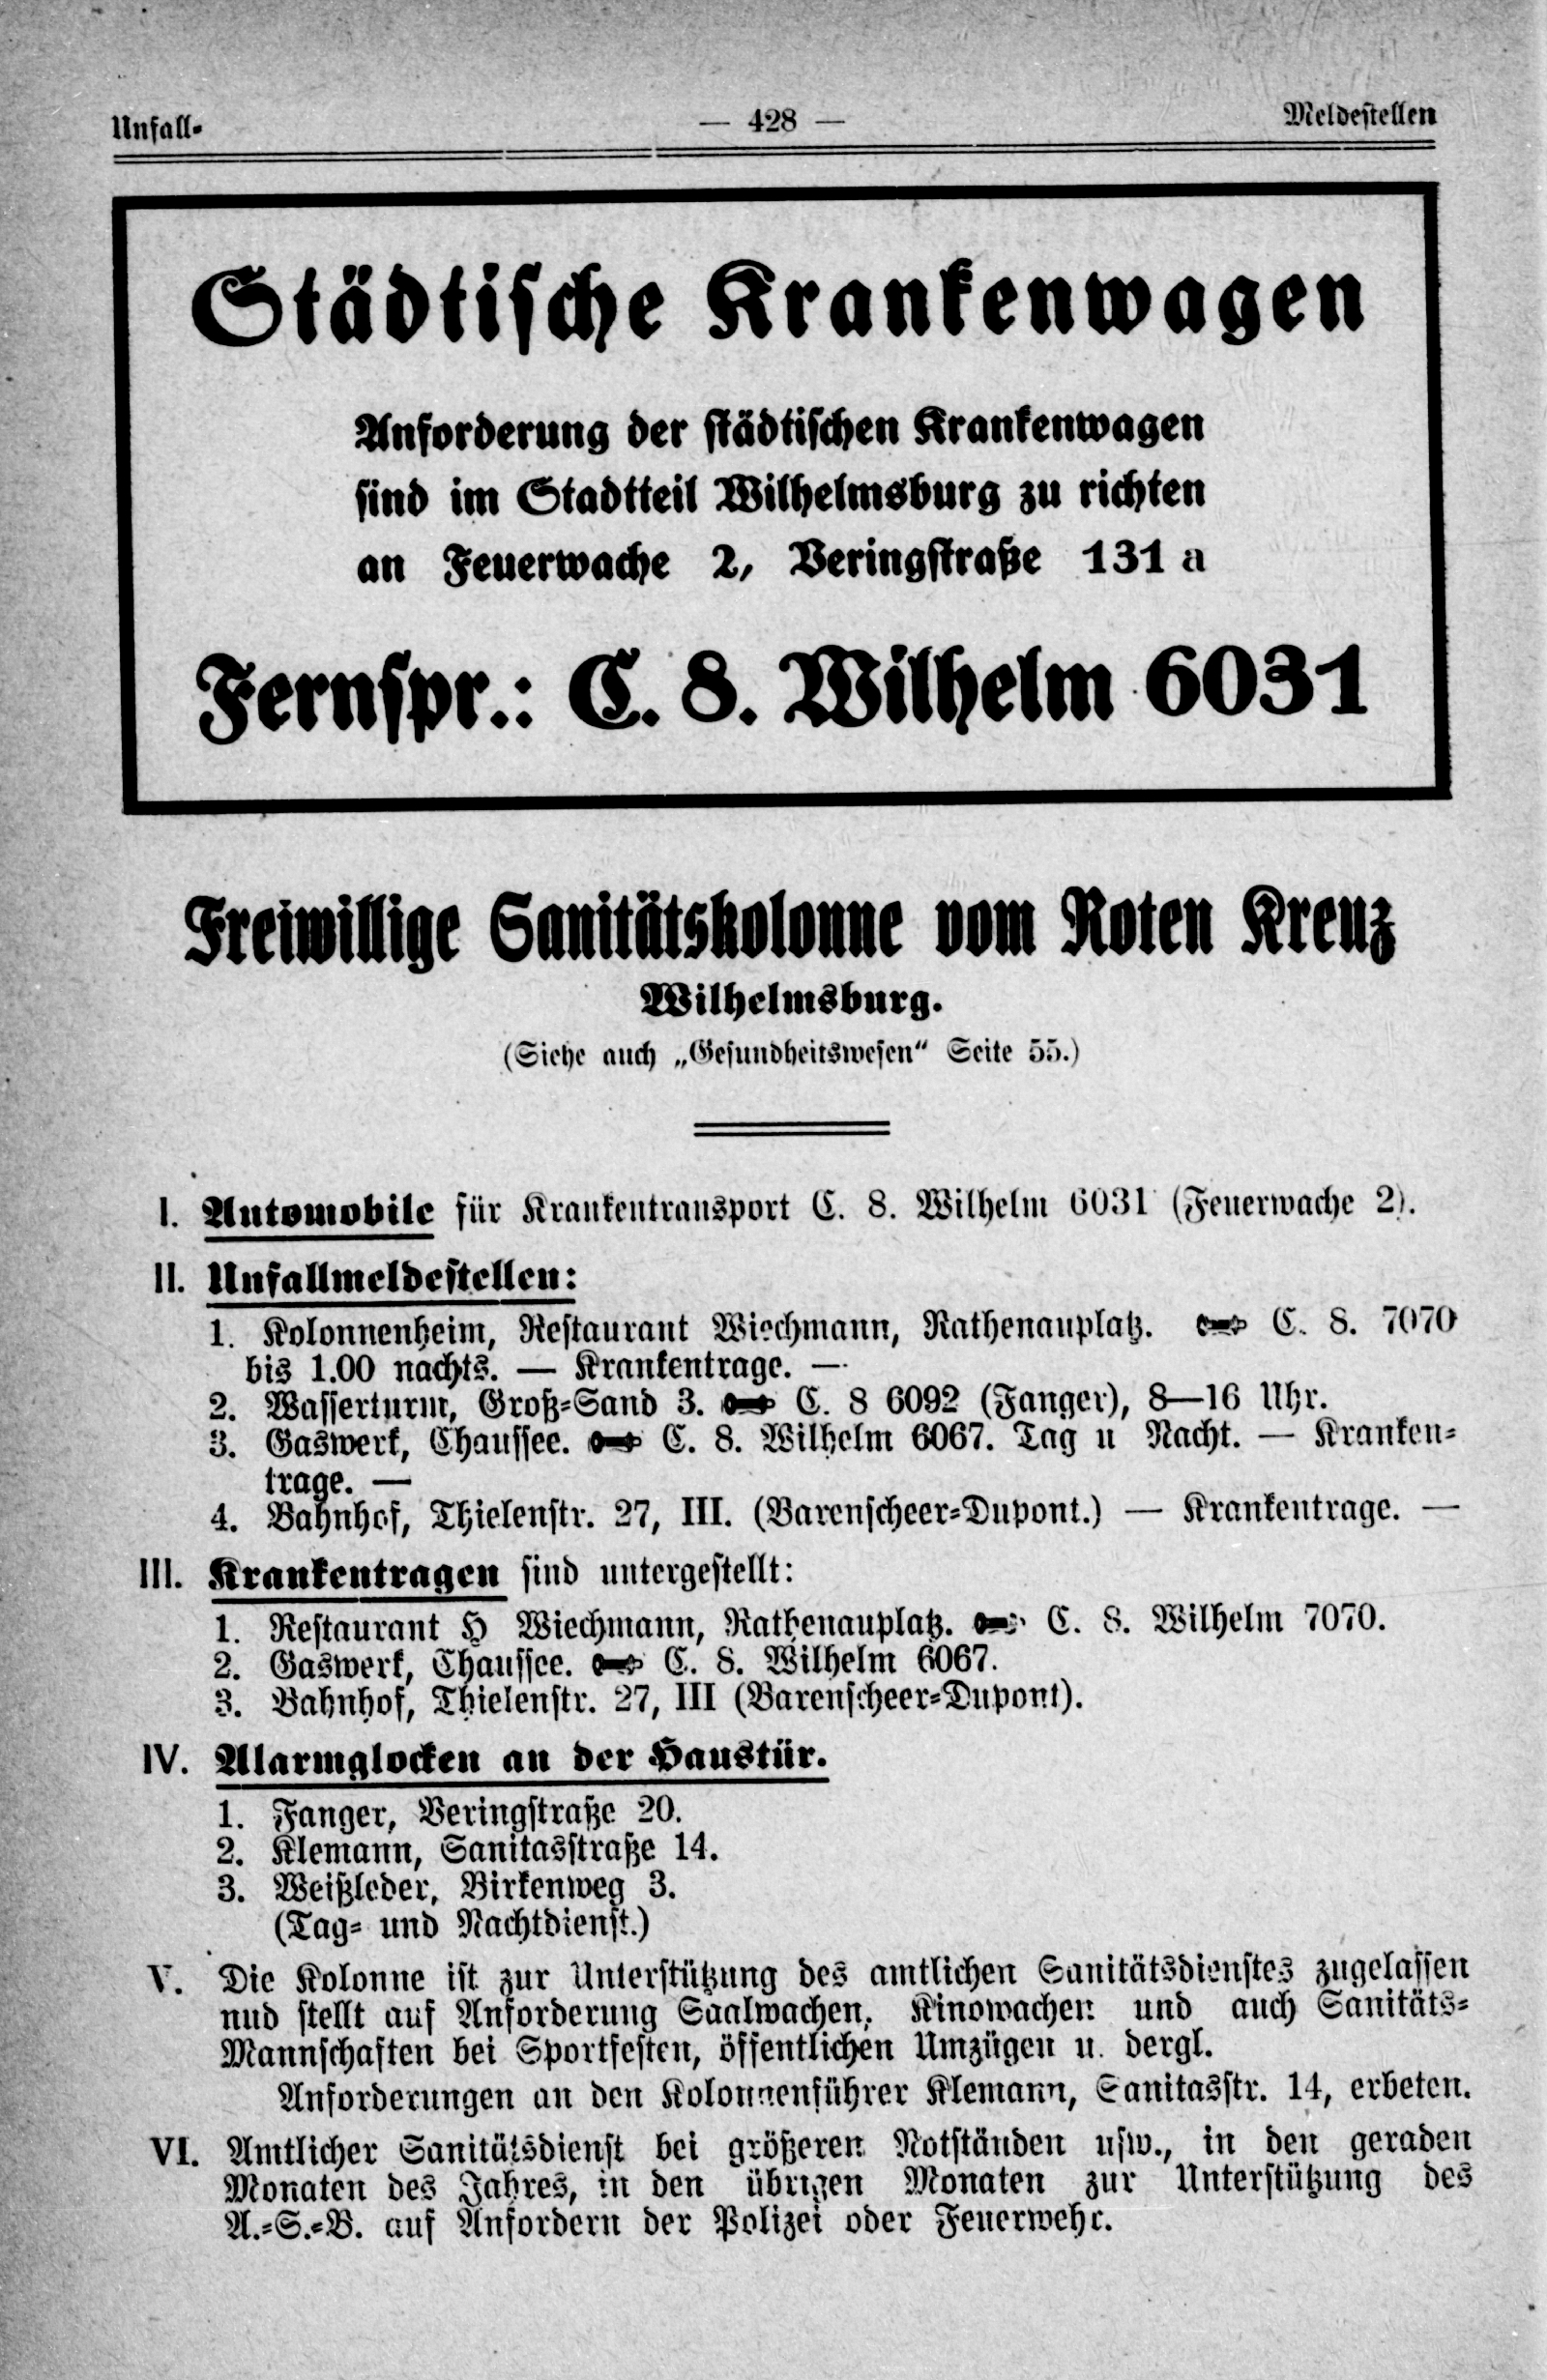 Unfall-
— 428 —
Meldestellen
Städtische Krankenwagen
Anforderung der städtischen Krankenwagen
sind im Stadtteil Wilhelmsburg zu richten
an Feuerwache 2, Veringstraße 131 a
Fernspr.: C. 8. Wilhelm 6031
Freiwillige Sanitätskolonne vom Roten Kreuz
Wilhelmsburg.
(Siehe auch „Gesundheitswesen“ Seite 55.)
I. Automobile für Krankentransport C. 8. Wilhelm 6031 (Feuerwache 2).
II. Unfallmeldestellen:
1. Kolonnenheim, Restaurant Wiechmann, Rathenauplatz. C. 8. 7070
bis 1.00 nachts. — Krankentrage. —
2. Wasserturm, Groß-Sand 3. C. 8 6092 (Fanger), 8—16 Uhr.
3. Gaswerk, Chaussee. C. 8. Wilhelm 6067. Tag u Nacht. — Kranken-
trage. —
4. Bahnhof, Thielenstr. 27, III. (Barenscheer-Dupont.) — Krankentrage. —
III. Krankentragen sind untergestellt:
1. Restaurant H Wiechmann, Rathenauplatz. C. 8. Wilhelm 7070.
2. Gaswerk, Chaussee. C. 8. Wilhelm 6067.
3. Bahnhof, Thielenstr. 27, III (Barenscheer-Dupont).
IV. Alarmglocken an der Haustür.
1. Fanger, Veringstraße 20.
2. Klemann, Sanitasstraße 14.
3. Weißleder, Birkenweg 3.
(Tag- und Nachtdienst.)
V. Die Kolonne ist zur Unterstützung des amtlichen Sanitätsdienstes zugelassen
nud stellt auf Anforderung Saalwachen, Kinowachen und auch Sanitäts-
Mannschaften bei Sportfesten, öffentlichen Umzügen u. dergl.
Anforderungen an den Kolonnenführer Klemann, Sanitasstr. 14, erbeten.
VI. Amtlicher Sanitätsdienst bei größeren Notständen usw., in den geraden
Monaten des Jahres, in den übrigen Monaten zur Unterstützung des
A.-S.-B. auf Anfordern der Polizei oder Feuerwehr.